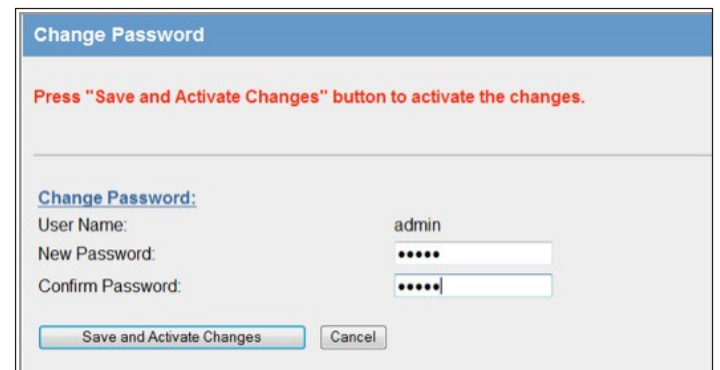 Change Password
Press "Save and Activate Changes" button to activate the changes.
Change Password:
User Name: admin
New Password: •••••
Confirm Password: •••••
Save and Activate Changes Cancel